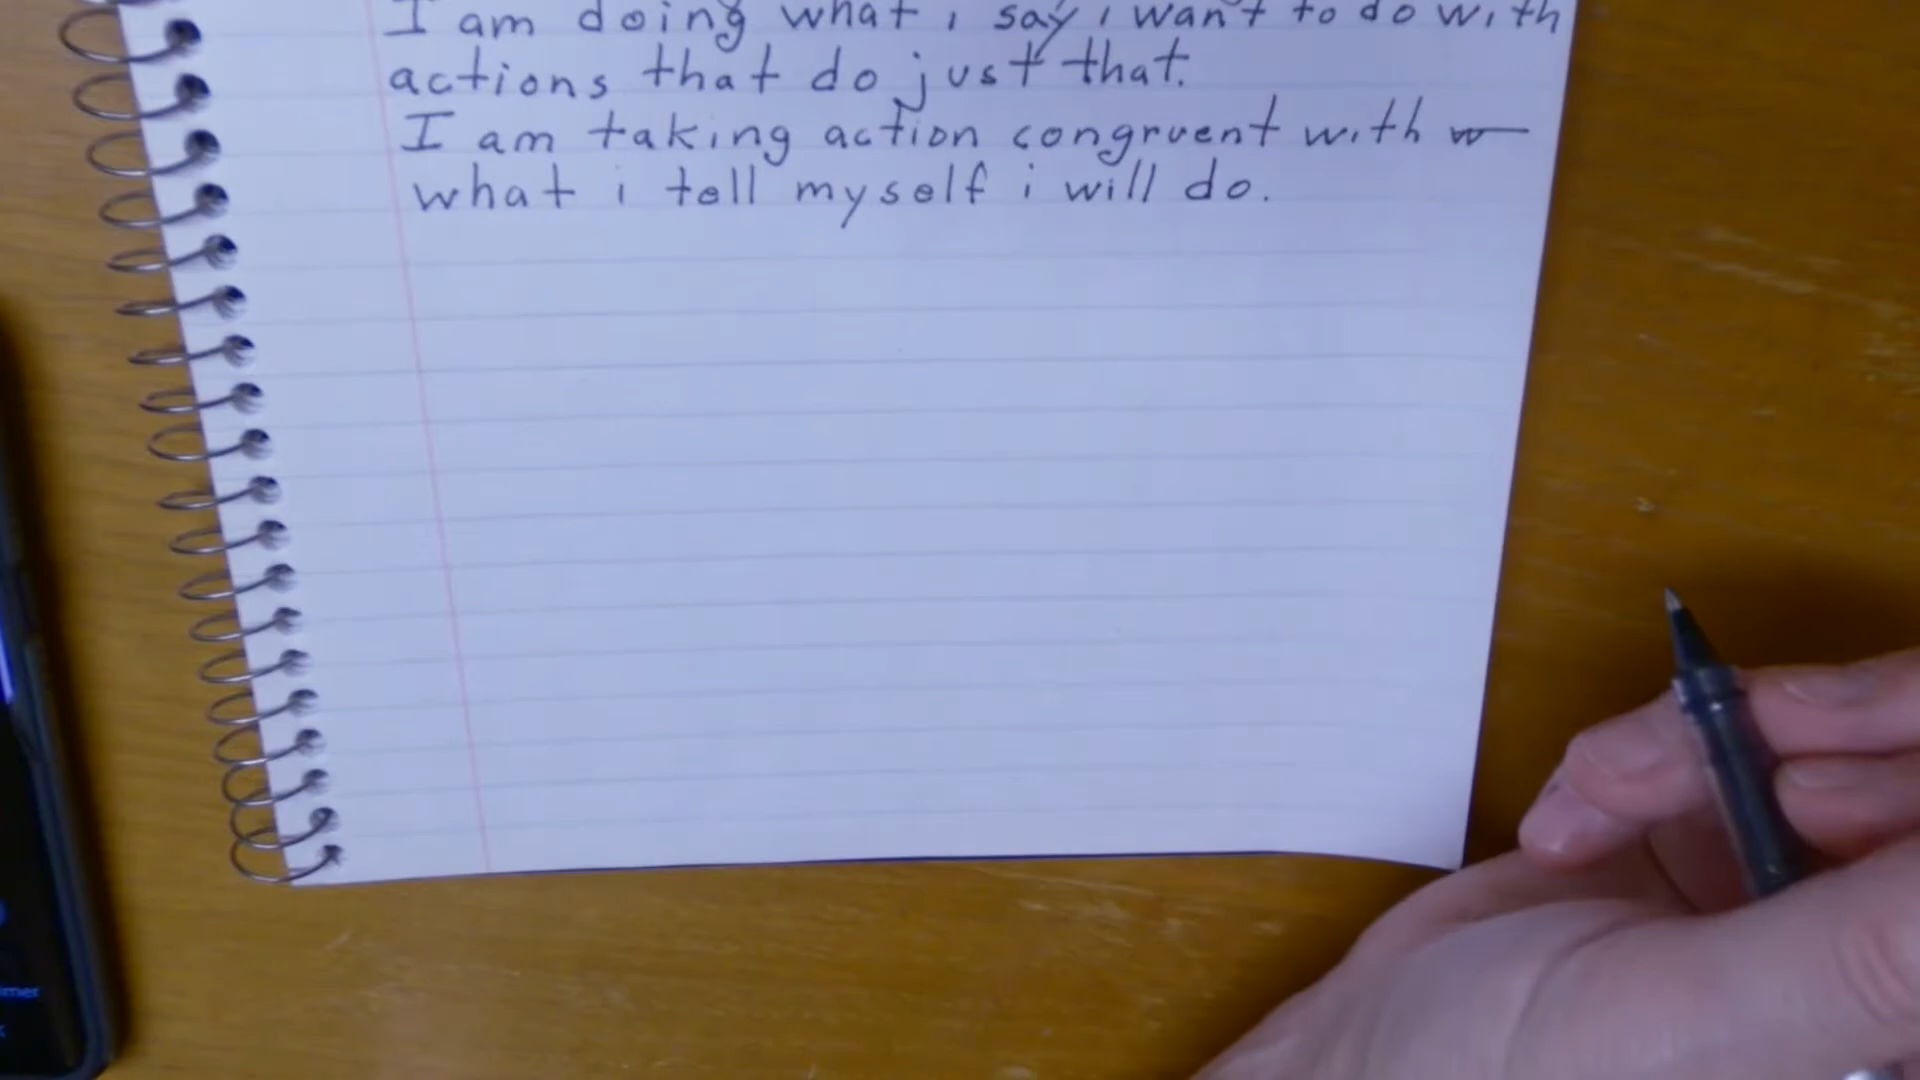 I am doing what i say i want to do with
actions that do just that.
I am taking action congruent with w
what i tell myself i will do.
imer